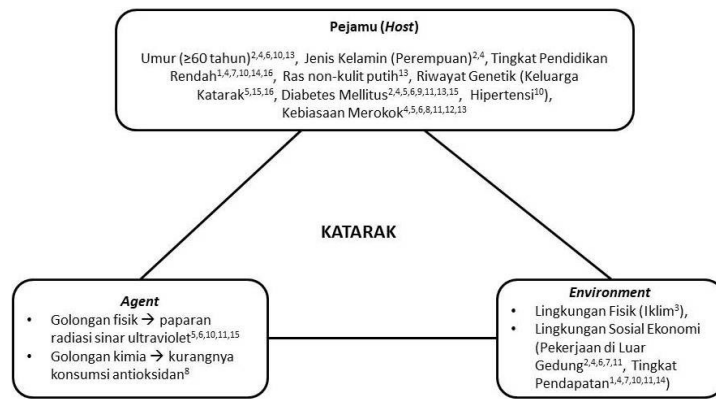 Pejamu (Host)
Umur (≥60 tahun)2,4,6,10,13, Jenis Kelamin (Perempuan)2,4, Tingkat Pendidikan
Rendah1,4,7,10,14,16, Ras non-kulit putih13, Riwayat Genetik (Keluarga
Katarak5,15,16, Diabetes Mellitus2,4,5,6,9,11,13,15, Hipertensi10),
Kebiasaan Merokok4,5,6,8,11,12,13
KATARAK
Agent
• Golongan fisik → paparan
radiasi sinar ultraviolet5,6,10,11,15
• Golongan kimia → kurangnya
konsumsi antioksidan8
Environment
• Lingkungan Fisik (Iklim3),
• Lingkungan Sosial Ekonomi
(Pekerjaan di Luar
Gedung2,4,6,7,11, Tingkat
Pendapatan1,4,7,10,11,14)